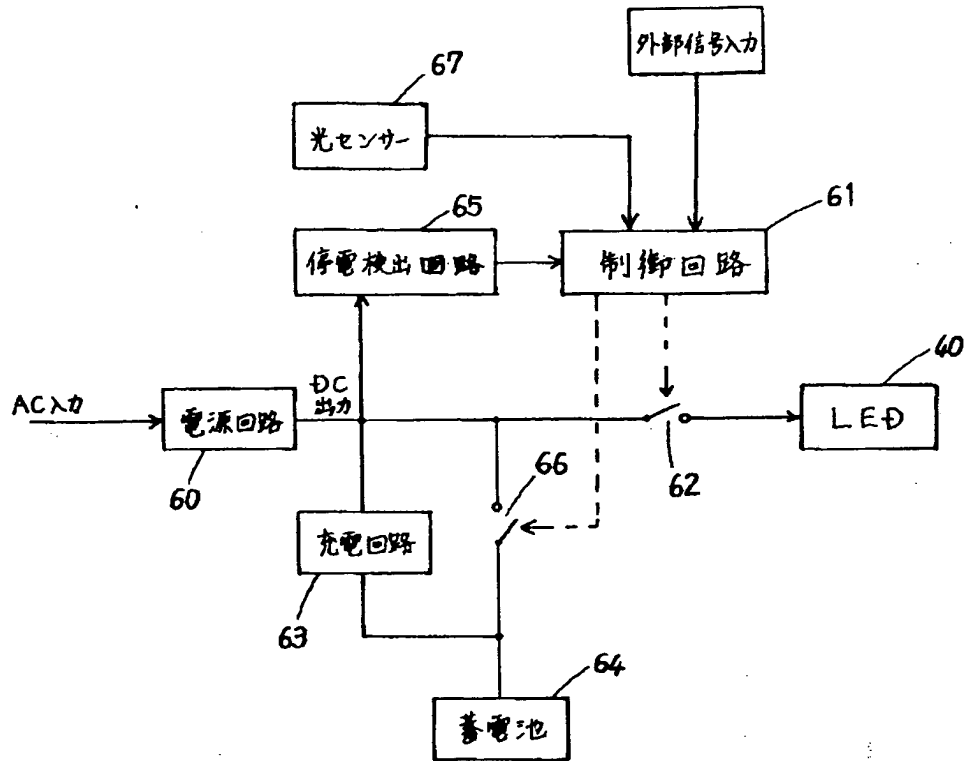 外部信号入力
67
光センサー
65
61
停電検出回路
制御回路
40
AC入力
DC
出力
電源回路
LED
60
66
62
充電回路
63
64
蓄電池